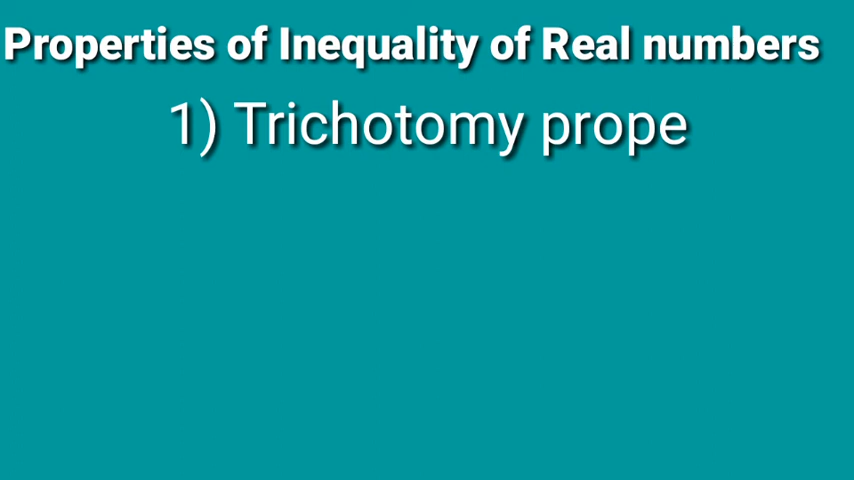 Properties of Inequality of Real numbers
1) Trichotomy prope